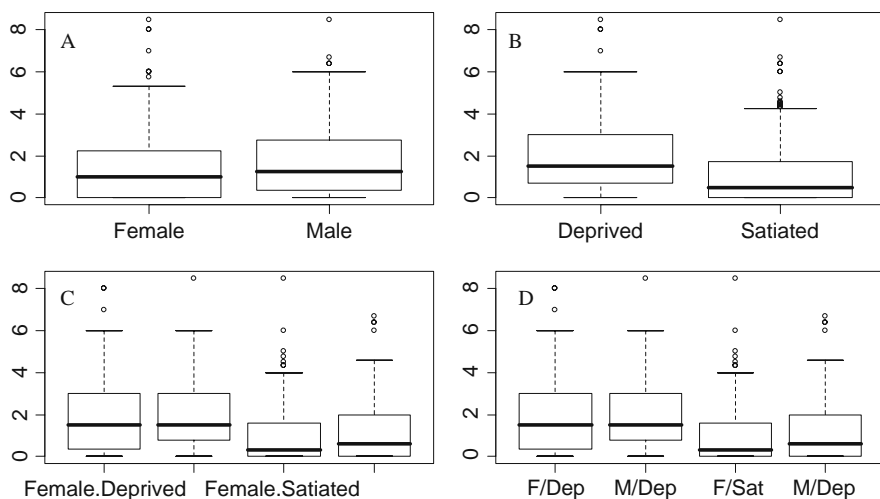 A
0 2 4 6 8
Female Male
B
0 2 4 6 8
Deprived Satiated
C
0 2 4 6 8
Female.Deprived Female.Satiated
D
0 2 4 6 8
F/Dep M/Dep F/Sat M/Dep